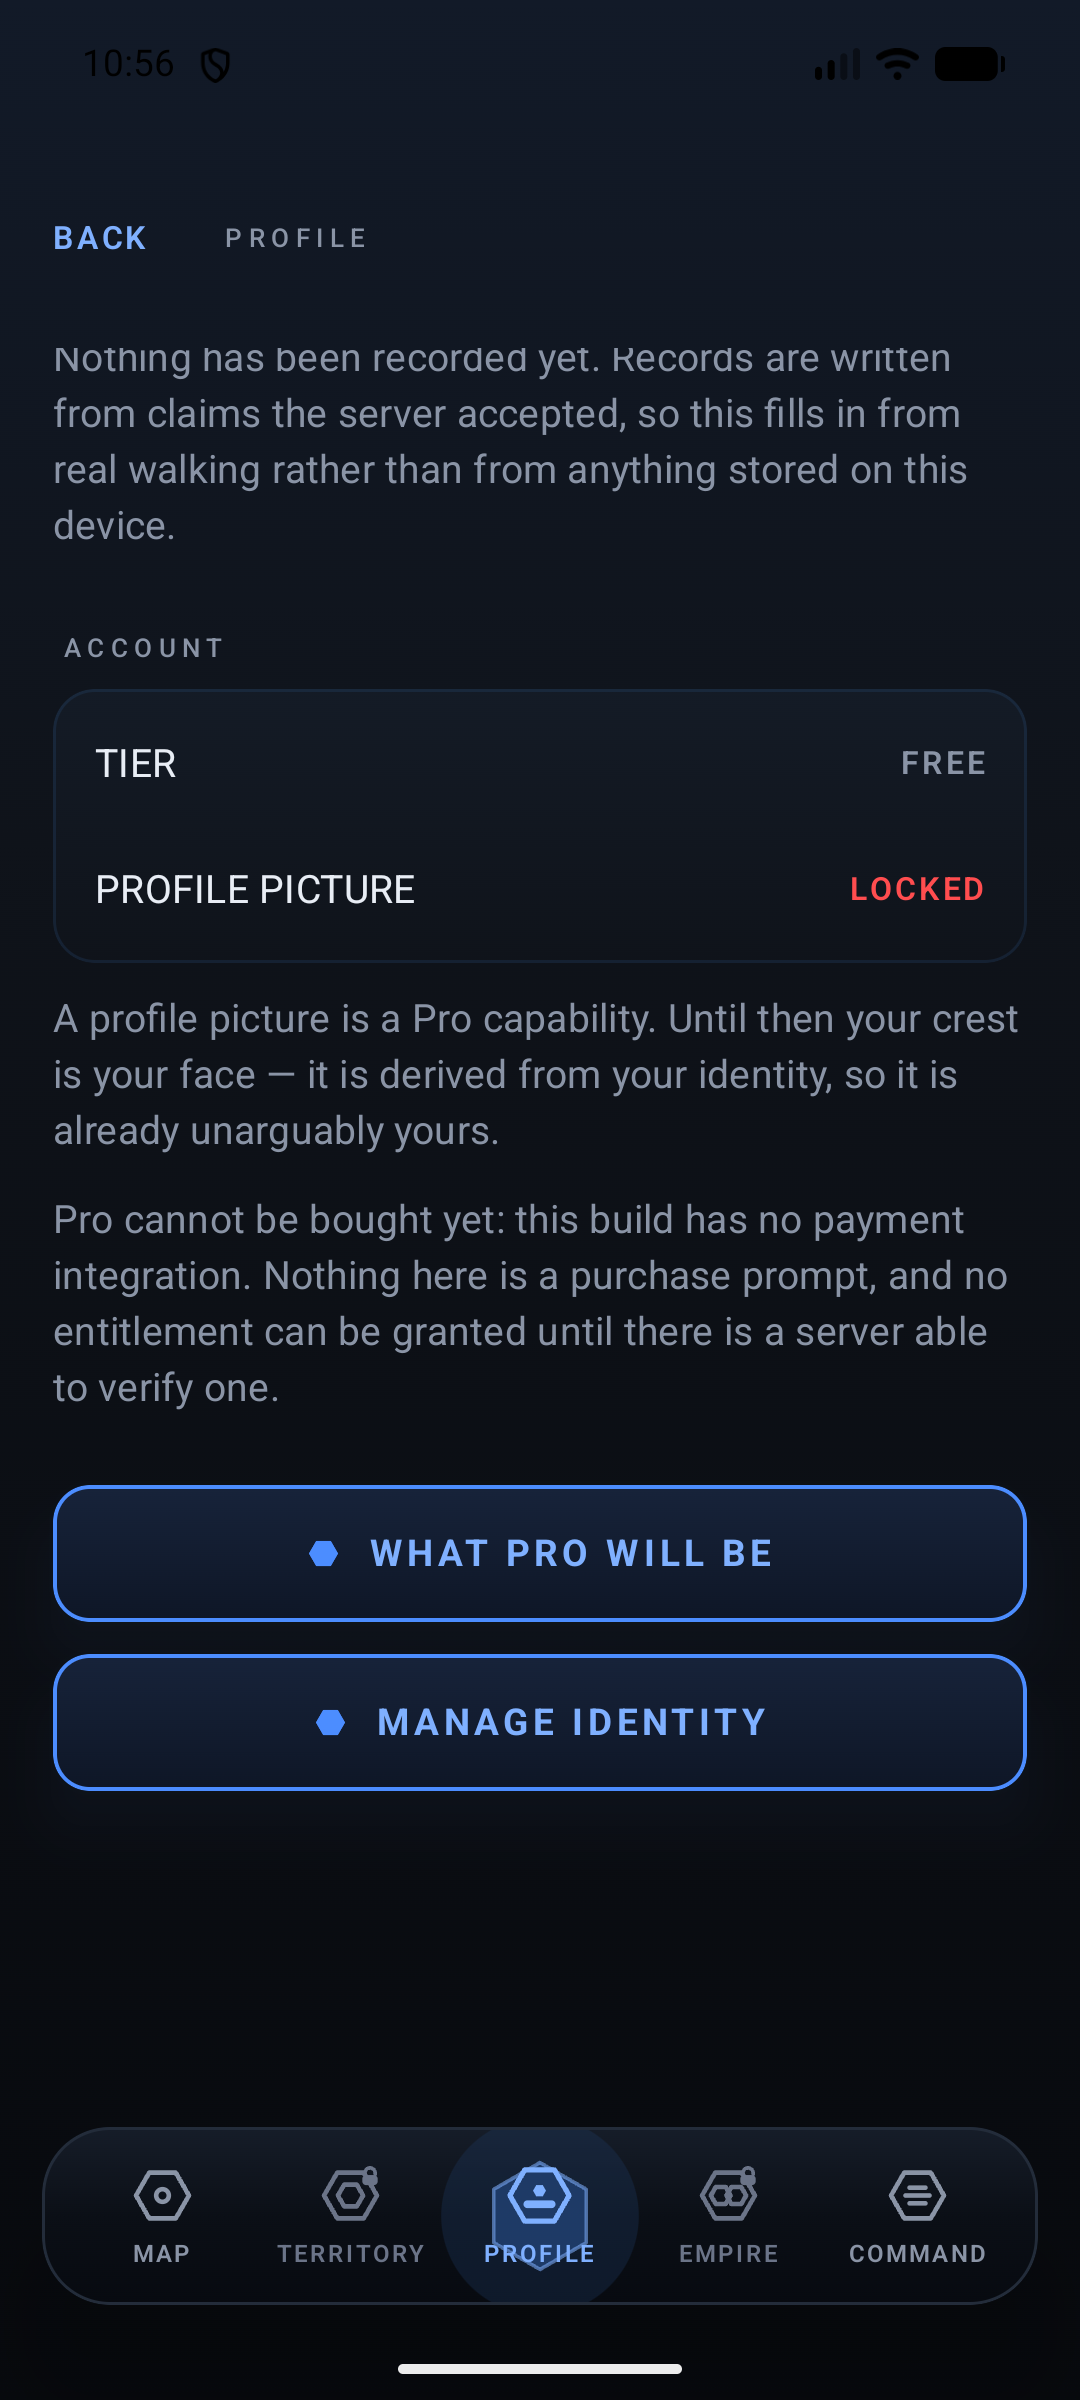 10:56
BACK PROFILE
Nothing has been recorded yet. Records are written
from claims the server accepted, so this fills in from
real walking rather than from anything stored on this
device.
ACCOUNT
TIER FREE
PROFILE PICTURE LOCKED
A profile picture is a Pro capability. Until then your crest
is your face — it is derived from your identity, so it is
already unarguably yours.
Pro cannot be bought yet: this build has no payment
integration. Nothing here is a purchase prompt, and no
entitlement can be granted until there is a server able
to verify one.
WHAT PRO WILL BE
MANAGE IDENTITY
MAP TERRITORY PROFILE EMPIRE COMMAND